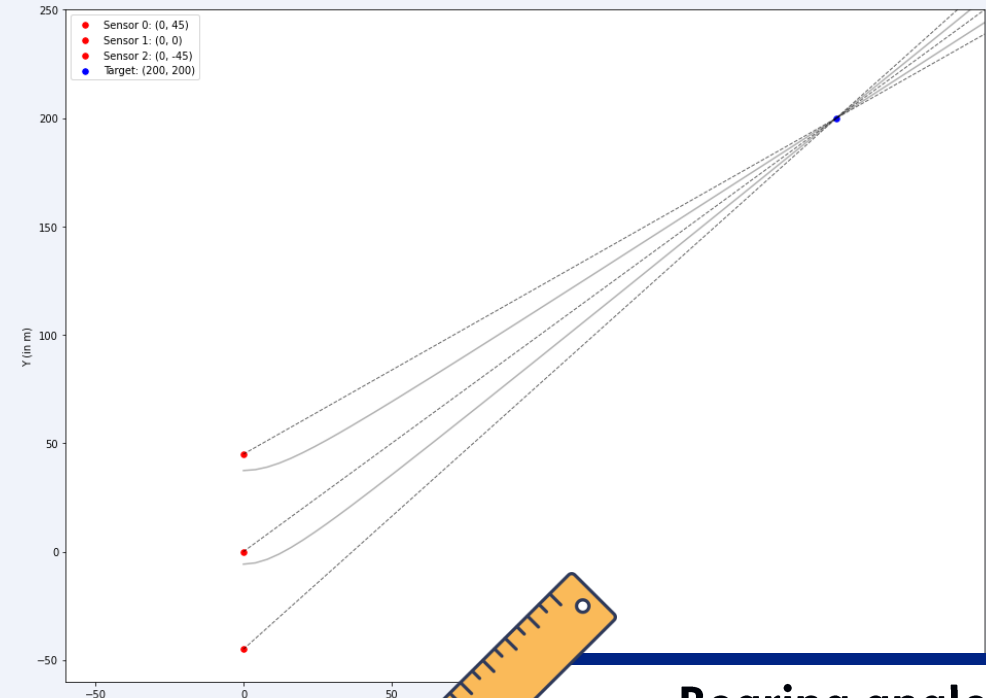 250
Sensor 0: (0, 45)
Sensor 1: (0, 0)
Sensor 2: (0, -45)
Target: (200, 200)
200
150
100
Y (in m)
50
0
−50
−50 0 50
Bearing angle